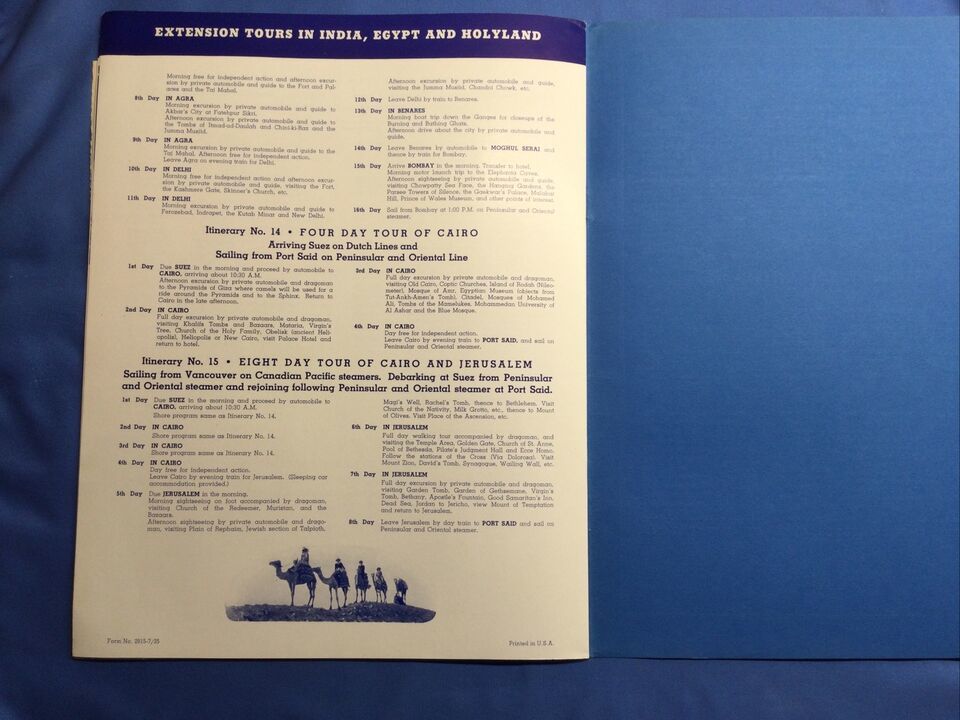 EXTENSION TOURS IN INDIA, EGYPT AND HOLYLAND
Morning free for independent action and afternoon excur-
sion by private automobile and guide to the Fort and Pal-
aces and the Taj Mahal.
8th Day IN AGRA
Morning excursion by private automobile and guide to
Akbar's City at Fatehpur Sikri.
Afternoon excursion by private automobile and guide to
the Tombs of Itmad-ud-Daulah and Chini-ki-Raz and the
Jumma Musjid.
9th Day IN AGRA
Morning excursion by private automobile and guide to the
Taj Mahal. Afternoon free for independent action.
Leave Agra on evening train for Delhi.
10th Day IN DELHI
Morning free for independent action and afternoon excur-
sion by private automobile and guide, visiting the Fort,
the Kashmere Gate, Skinner's Church, etc.
11th Day IN DELHI
Morning excursion by private automobile and guide to
Ferozebad, Indrapet, the Kutab Minar and New Delhi.
Afternoon excursion by private automobile and guide,
visiting the Jumma Musjid, Chandni Chowk, etc.
12th Day Leave Delhi by train to Benares.
13th Day IN BENARES
Morning boat trip down the Ganges for closeups of the
Burning and Bathing Ghats.
Afternoon drive about the city by private automobile and
guide.
14th Day Leave Benares by automobile to MOGHUL SERAI and
thence by train for Bombay.
15th Day Arrive BOMBAY in the morning. Transfer to hotel.
Morning motor launch trip to the Elephanta Caves.
Afternoon sightseeing by private automobile and guide,
visiting Chowpatty Sea Face, the Hanging Gardens, the
Parsee Towers of Silence, the Gaekwar's Palace, Malabar
Hill, Prince of Wales Museum, and other points of interest.
16th Day Sail from Bombay at 1:00 P.M. on Peninsular and Oriental
steamer.
Itinerary No. 14 • FOUR DAY TOUR OF CAIRO
Arriving Suez on Dutch Lines and
Sailing from Port Said on Peninsular and Oriental Line
1st Day Due SUEZ in the morning and proceed by automobile to
CAIRO, arriving about 10:30 A.M.
Afternoon excursion by private automobile and dragoman
to the Pyramids of Giza where camels will be used for a
ride around the Pyramids and to the Sphinx. Return to
Cairo in the late afternoon.
2nd Day IN CAIRO
Full day excursion by private automobile and dragoman,
visiting Khalifs Tombs and Bazaars, Mataria, Virgin's
Tree, Church of the Holy Family, Obelisk (ancient Heli-
opolis), Heliopolis or New Cairo, visit Palace Hotel and
return to hotel.
3rd Day IN CAIRO
Full day excursion by private automobile and dragoman,
visiting Old Cairo, Coptic Churches, Island of Rodah (Nilo-
meter), Mosque of Amr, Egyptian Museum (objects from
Tut-Ankh-Amen's Tomb), Citadel, Mosques of Mohamed
Ali, Tombs of the Mamelukes, Mohammedan University of
Al Azhar and the Blue Mosque.
4th Day IN CAIRO
Day free for independent action.
Leave Cairo by evening train to PORT SAID, and sail on
Peninsular and Oriental steamer.
Itinerary No. 15 • EIGHT DAY TOUR OF CAIRO AND JERUSALEM
Sailing from Vancouver on Canadian Pacific steamers. Debarking at Suez from Peninsular
and Oriental steamer and rejoining following Peninsular and Oriental steamer at Port Said.
1st Day Due SUEZ in the morning and proceed by automobile to
CAIRO, arriving about 10:30 A.M.
Shore program same as Itinerary No. 14.
2nd Day IN CAIRO
Shore program same as Itinerary No. 14.
3rd Day IN CAIRO
Shore program same as Itinerary No. 14.
4th Day IN CAIRO
Day free for independent action.
Leave Cairo by evening train for Jerusalem. (Sleeping car
accommodation provided.)
5th Day Due JERUSALEM in the morning.
Morning sightseeing on foot accompanied by dragoman,
visiting Church of the Redeemer, Muristan, and the
Bazaars.
Afternoon sightseeing by private automobile and drago-
man, visiting Plain of Rephaim, Jewish section of Talpioth,
Magi's Well, Rachel's Tomb, thence to Bethlehem. Visit
Church of the Nativity, Milk Grotto, etc., thence to Mount
of Olives. Visit Place of the Ascension, etc.
6th Day IN JERUSALEM
Full day walking tour accompanied by dragoman, and
visiting the Temple Area, Golden Gate, Church of St. Anne,
Pool of Bethesda, Pilate's Judgment Hall and Ecce Homo.
Follow the stations of the Cross (Via Dolorosa). Visit
Mount Zion, David's Tomb, Synagogue, Wailing Wall, etc.
7th Day IN JERUSALEM
Full day excursion by private automobile and dragoman,
visiting Garden Tomb, Garden of Gethsemane, Virgin's
Tomb, Bethany, Apostle's Fountain, Good Samaritan's Inn,
Dead Sea, Jordan to Jericho, view Mount of Temptation
and return to Jerusalem.
8th Day Leave Jerusalem by day train to PORT SAID and sail on
Peninsular and Oriental steamer.
Form No. 2915-7/35
Printed in U.S.A.